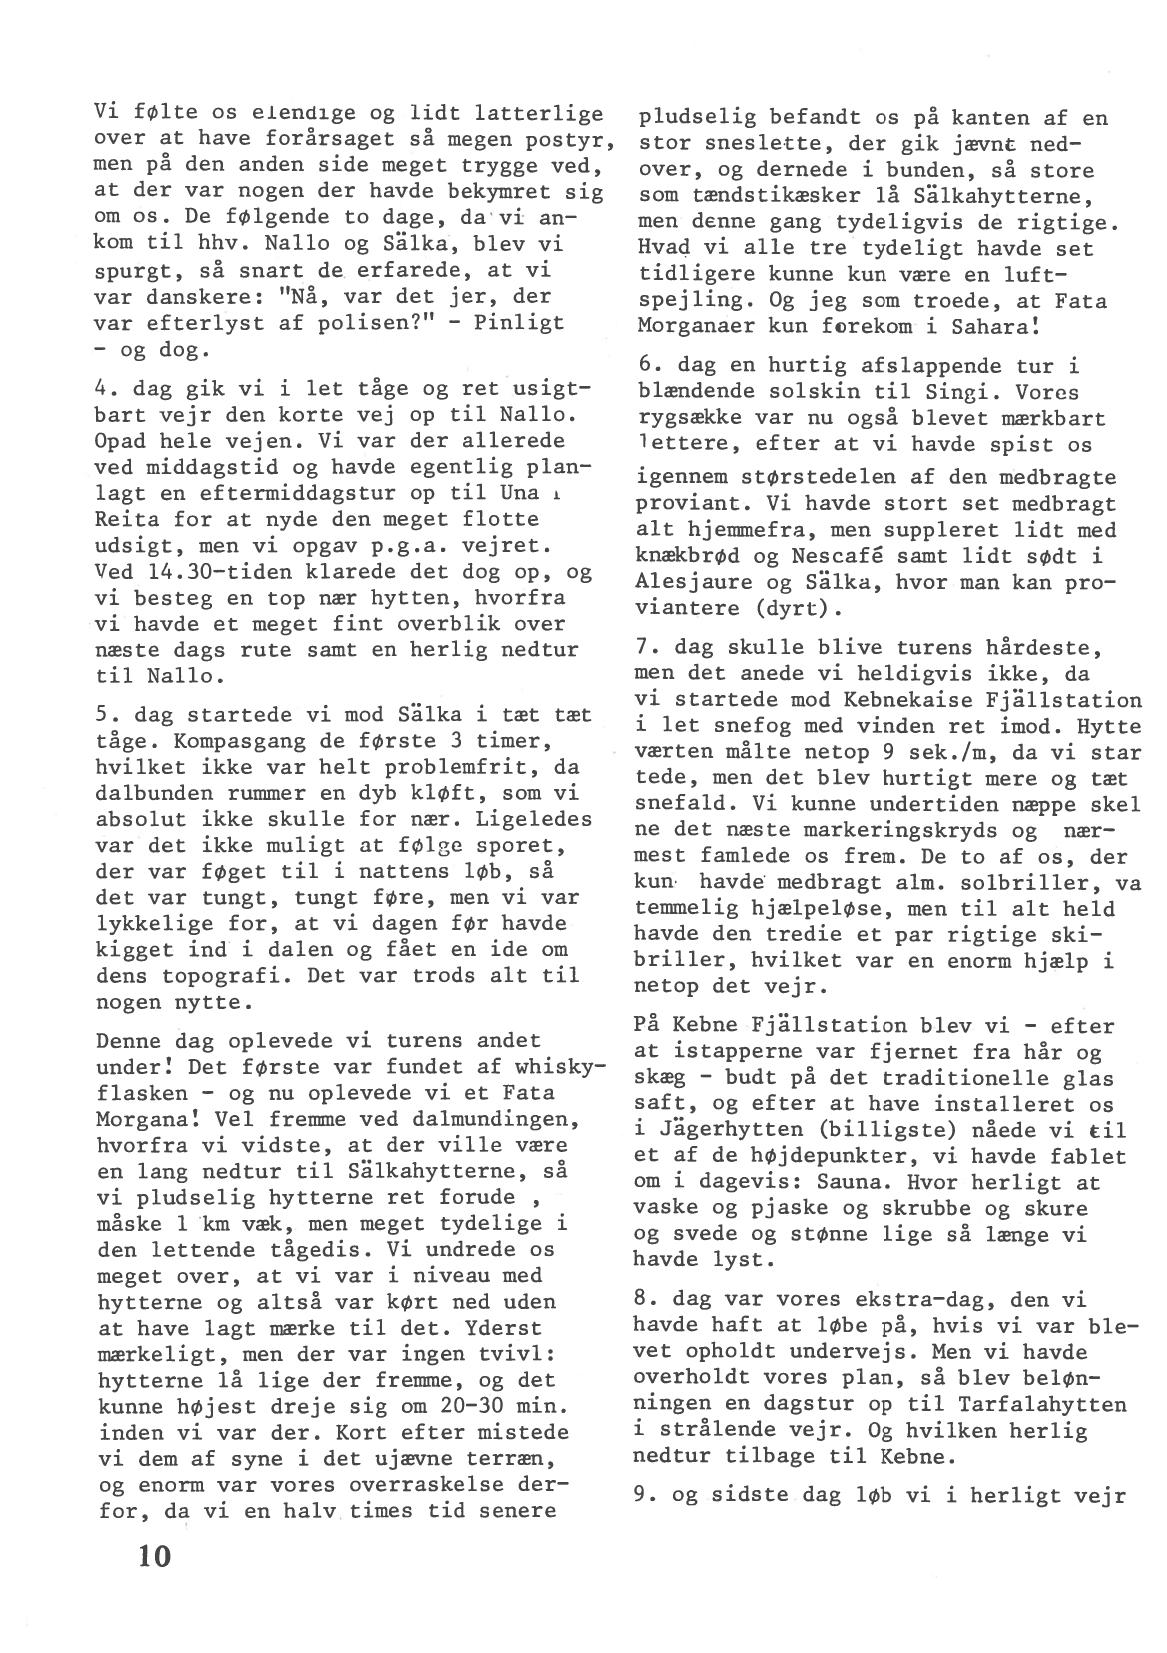 Vi følte os elendige og lidt latterlige
over at have forårsaget så megen postyr,
men på den anden side meget trygge ved,
at der var nogen der havde bekymret sig
om os. De følgende to dage, da vi an-
kom til hhv. Nallo og Sälka, blev vi
spurgt, så snart de erfarede, at vi
var danskere: "Nå, var det jer, der
var efterlyst af polisen?" - Pinligt
- og dog.
4. dag gik vi i let tåge og ret usigt-
bart vejr den korte vej op til Nallo.
Opad hele vejen. Vi var der allerede
ved middagstid og havde egentlig plan-
lagt en eftermiddagstur op til Una i
Reita for at nyde den meget flotte
udsigt, men vi opgav p.g.a. vejret.
Ved 14.30-tiden klarede det dog op, og
vi besteg en top nær hytten, hvorfra
vi havde et meget fint overblik over
næste dags rute samt en herlig nedtur
til Nallo.
5. dag startede vi mod Sälka i tæt tæt
tåge. Kompasgang de første 3 timer,
hvilket ikke var helt problemfrit, da
dalbunden rummer en dyb kløft, som vi
absolut ikke skulle for nær. Ligeledes
var det ikke muligt at følge sporet,
der var føget til i nattens løb, så
det var tungt, tungt føre, men vi var
lykkelige for, at vi dagen før havde
kigget ind i dalen og fået en ide om
dens topografi. Det var trods alt til
nogen nytte.
Denne dag oplevede vi turens andet
under! Det første var fundet af whisky-
flasken - og nu oplevede vi et Fata
Morgana! Vel fremme ved dalmundingen,
hvorfra vi vidste, at der ville være
en lang nedtur til Sälkahytterne, så
vi pludselig hytterne ret forude ,
måske 1 km væk, men meget tydelige i
den lettende tågedis. Vi undrede os
meget over, at vi var i niveau med
hytterne og altså var kørt ned uden
at have lagt mærke til det. Yderst
mærkeligt, men der var ingen tvivl:
hytterne lå lige der fremme, og det
kunne højest dreje sig om 20-30 min.
inden vi var der. Kort efter mistede
vi dem af syne i det ujævne terræn,
og enorm var vores overraskelse der-
for, da vi en halv times tid senere
10
pludselig befandt os på kanten af en
stor sneslette, der gik jævnt ned-
over, og dernede i bunden, så store
som tændstikæsker lå Sälkahytterne,
men denne gang tydeligvis de rigtige.
Hvad vi alle tre tydeligt havde set
tidligere kunne kun være en luft-
spejling. Og jeg som troede, at Fata
Morganaer kun forekom i Sahara!
6. dag en hurtig afslappende tur i
blændende solskin til Singi. Vores
rygsække var nu også blevet mærkbart
lettere, efter at vi havde spist os
igennem størstedelen af den medbragte
proviant. Vi havde stort set medbragt
alt hjemmefra, men suppleret lidt med
knækbrød og Nescafé samt lidt sødt i
Alesjaure og Sälka, hvor man kan pro-
viantere (dyrt).
7. dag skulle blive turens hårdeste,
men det anede vi heldigvis ikke, da
vi startede mod Kebnekaise Fjällstation
i let snefog med vinden ret imod. Hytte
værten målte netop 9 sek./m, da vi star
tede, men det blev hurtigt mere og tæt
snefald. Vi kunne undertiden næppe skel
ne det næste markeringskryds og nær-
mest famlede os frem. De to af os, der
kun havde medbragt alm. solbriller, va
temmelig hjælpeløse, men til alt held
havde den tredie et par rigtige ski-
briller, hvilket var en enorm hjælp i
netop det vejr.
På Kebne Fjällstation blev vi - efter
at istapperne var fjernet fra hår og
skæg - budt på det traditionelle glas
saft, og efter at have installeret os
i Jägerhytten (billigste) nåede vi til
et af de højdepunkter, vi havde fablet
om i dagevis: Sauna. Hvor herligt at
vaske og pjaske og skrubbe og skure
og svede og stønne lige så længe vi
havde lyst.
8. dag var vores ekstra-dag, den vi
havde haft at løbe på, hvis vi var ble-
vet opholdt undervejs. Men vi havde
overholdt vores plan, så blev beløn-
ningen en dagstur op til Tarfalahytten
i strålende vejr. Og hvilken herlig
nedtur tilbage til Kebne.
9. og sidste dag løb vi i herligt vejr